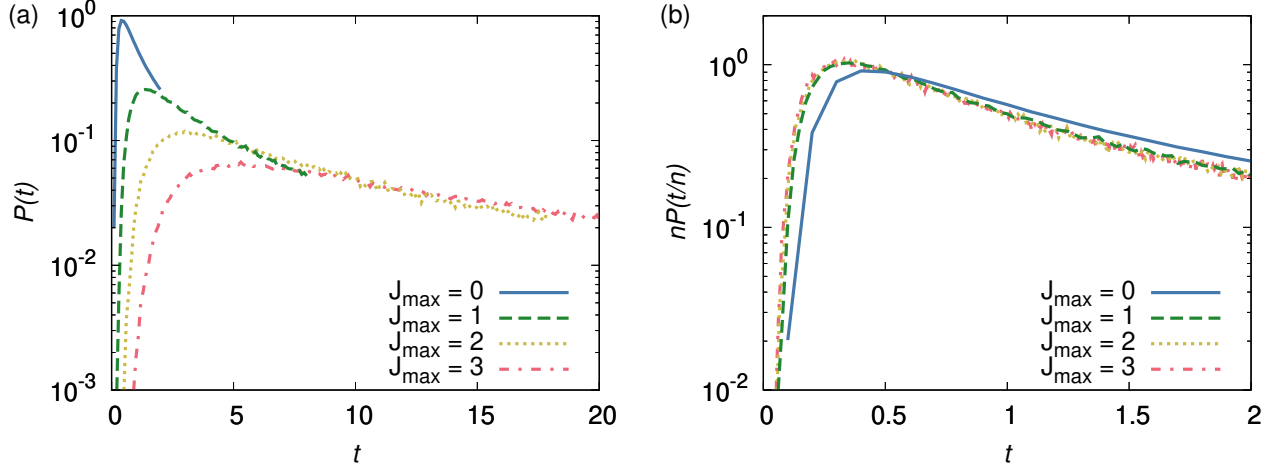 (a)
10^0
10^-1
10^-2
10^-3
P(t)
J_max = 0
J_max = 1
J_max = 2
J_max = 3
0 5 10 15 20
t
(b)
10^0
10^-1
10^-2
nP(t/n)
J_max = 0
J_max = 1
J_max = 2
J_max = 3
0 0.5 1 1.5 2
t